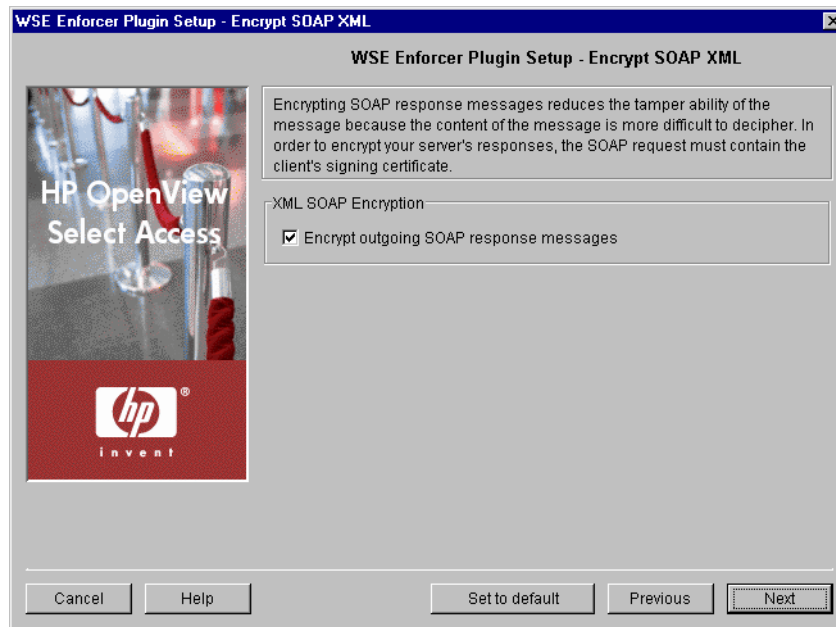 WSE Enforcer Plugin Setup - Encrypt SOAP XML
WSE Enforcer Plugin Setup - Encrypt SOAP XML
HP OpenView
Select Access
hp
®
invent
Encrypting SOAP response messages reduces the tamper ability of the
message because the content of the message is more difficult to decipher. In
order to encrypt your server's responses, the SOAP request must contain the
client's signing certificate.
XML SOAP Encryption
Encrypt outgoing SOAP response messages
Cancel
Help
Set to default
Previous
Next